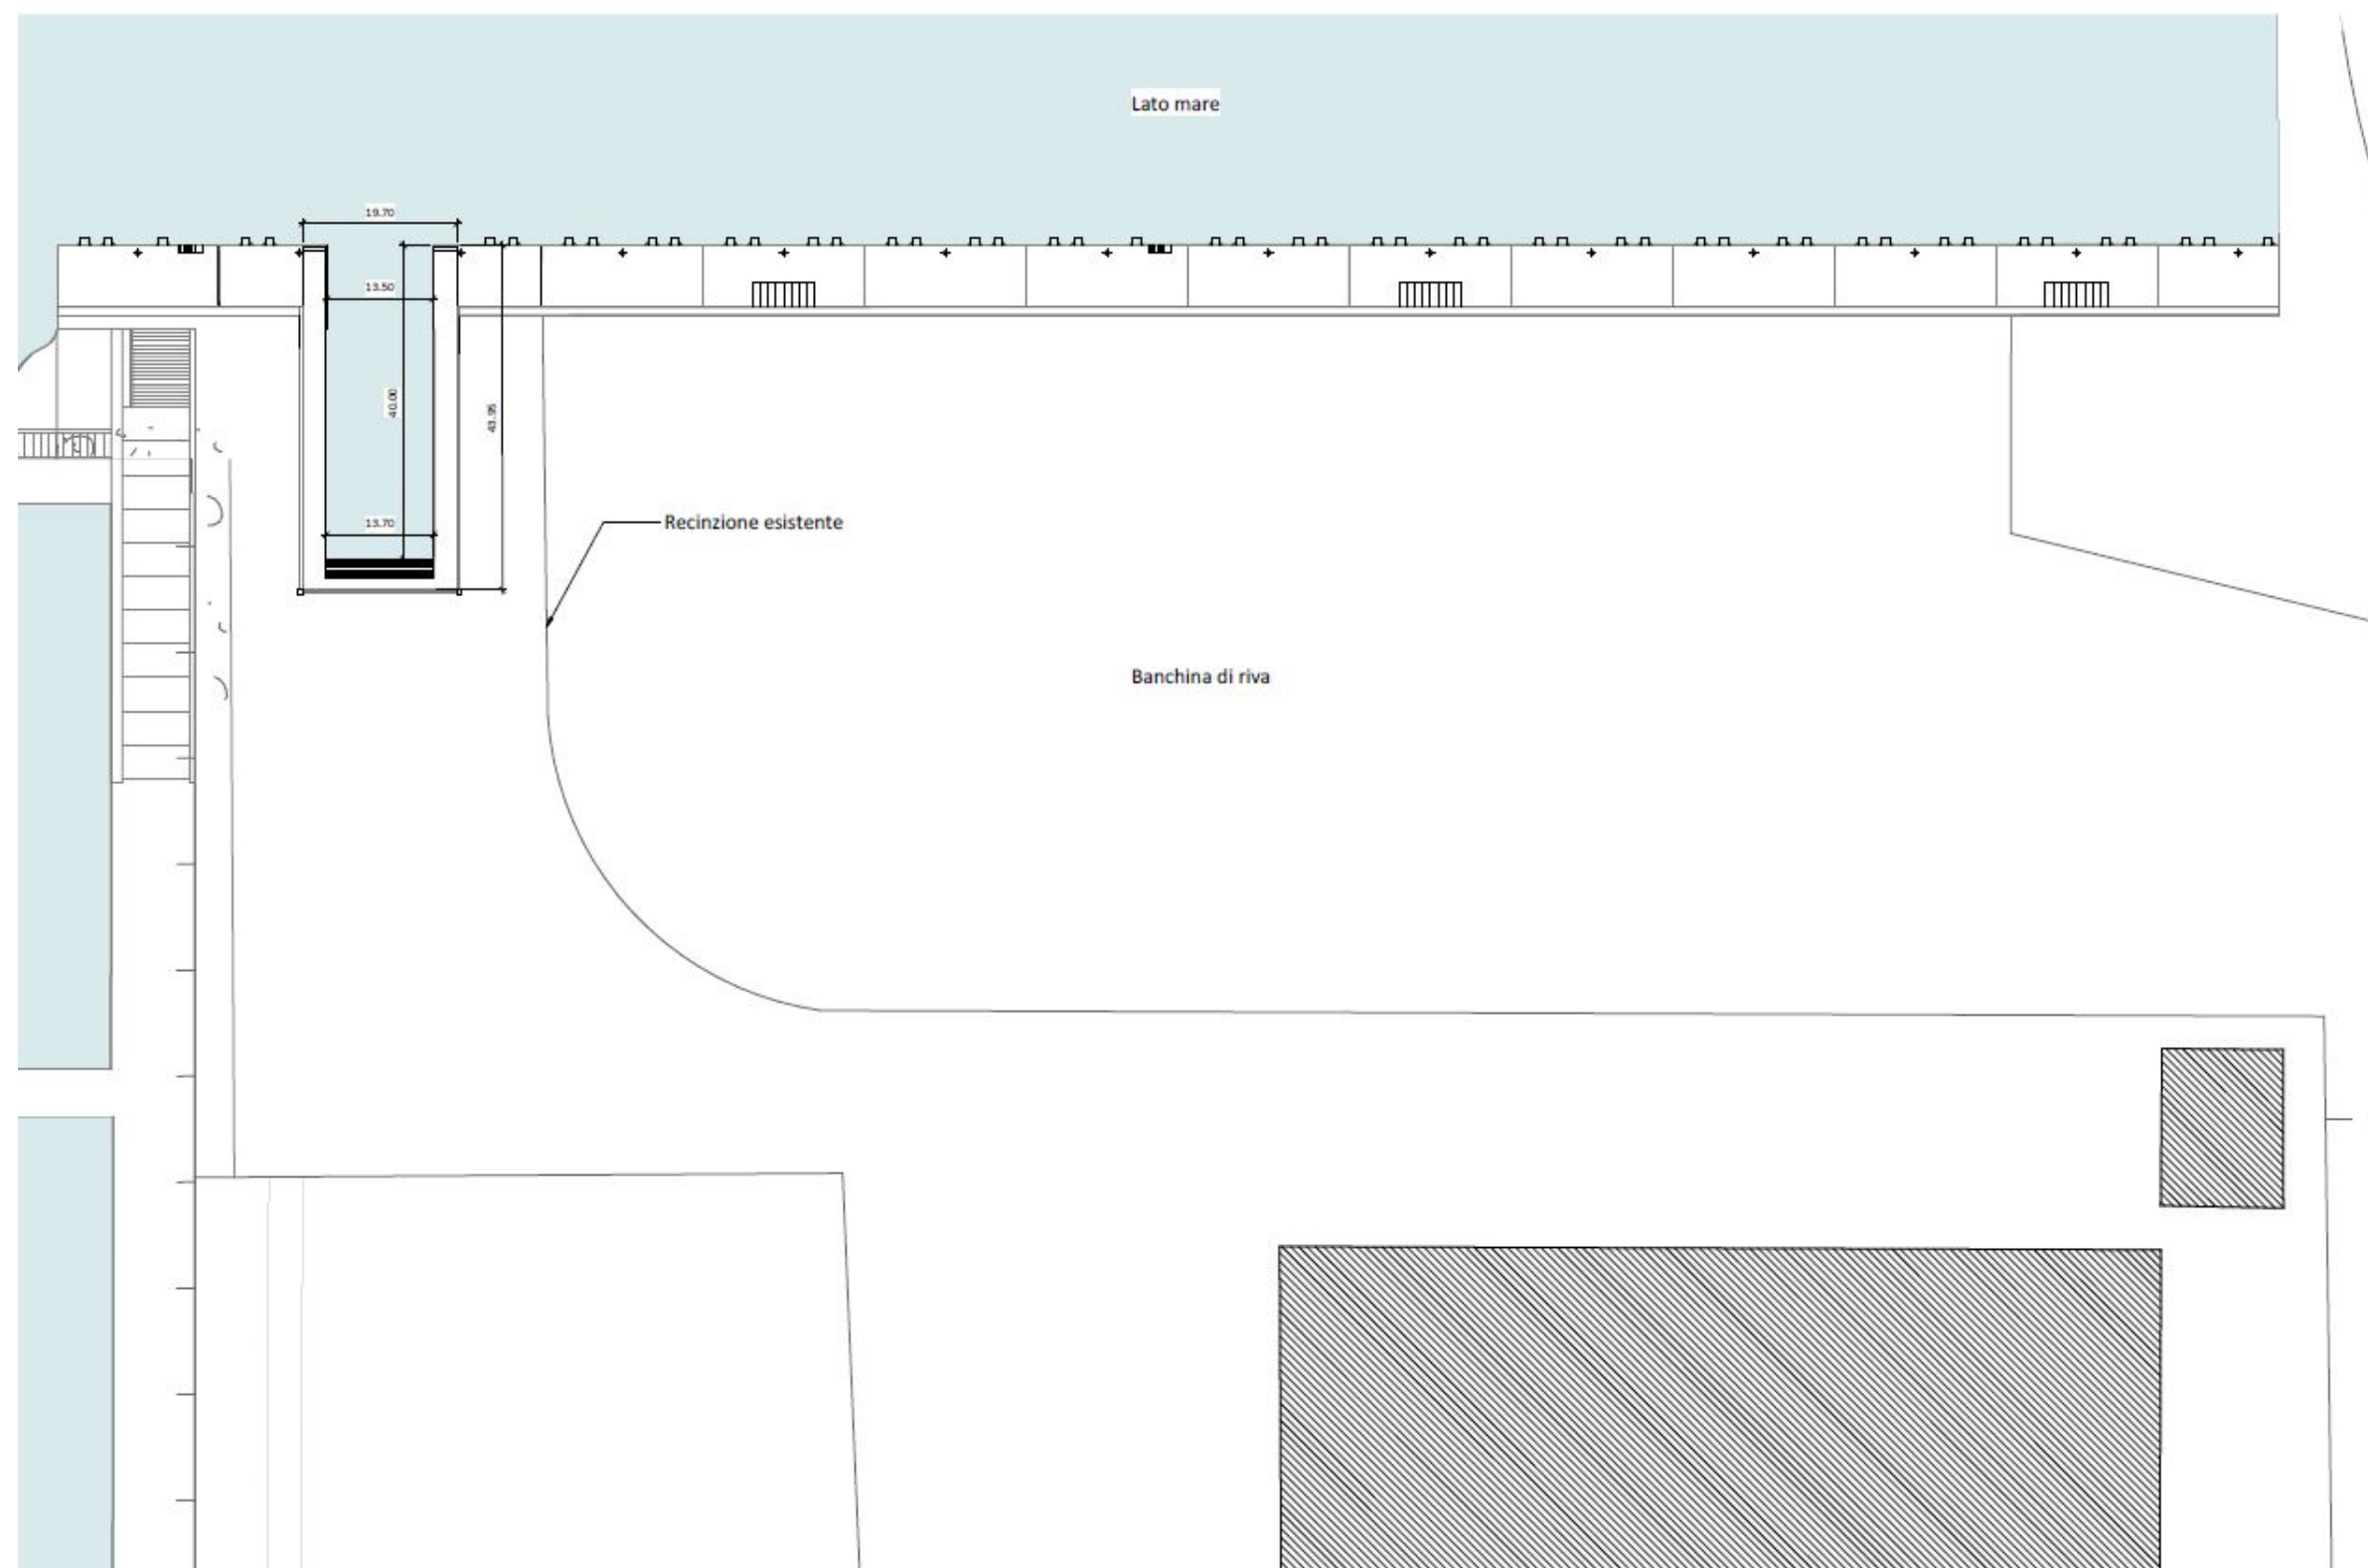 Lato mare
19.70
13.50
40.00
43.95
13.70
Recinzione esistente
Banchina di riva